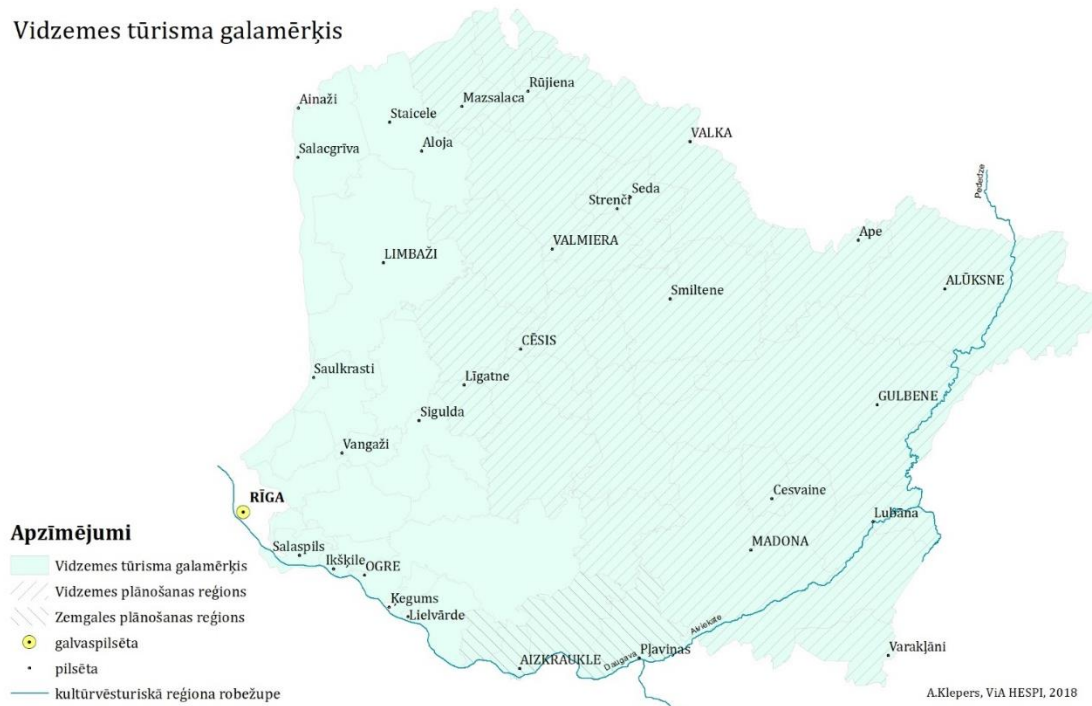 Vidzemes tūrisma galamērķis
Rūjiena
Mazsalaca
Ainaži
Staicele
VALKA
Aloja
Salacgrīva
Pededze
Seda
Strenči
Ape
VALMIERA
LIMBAŽI
ALŪKSNE
Smiltene
CĒSIS
Saulkrasti
Līgatne
GULBENE
Sigulda
Vangaži
Cesvaine
RĪGA
Lubāna
Apzīmējumi
Salaspils
MADONA
Ikšķile
OGRE
Vidzemes tūrisma galamērķis
Vidzemes plānošanas reģions
Ķegums
Zemgales plānošanas reģions
Lielvārde
Aiviekste
galvaspilsēta
Pļaviņas
Varakļāni
Daugava
AIZKRAUKLE
pilsēta
kultūrvēsturiskā reģiona robežupe
A.Klepers, ViA HESPI, 2018